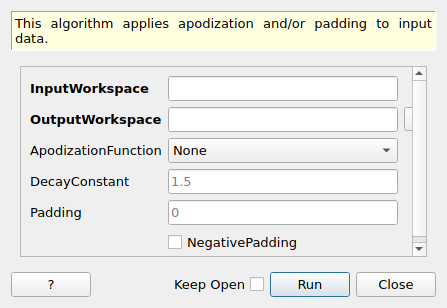 This algorithm applies apodization and/or padding to input
data.
InputWorkspace
OutputWorkspace
ApodizationFunction None
DecayConstant 1.5
Padding 0
NegativePadding
? Keep Open Run Close